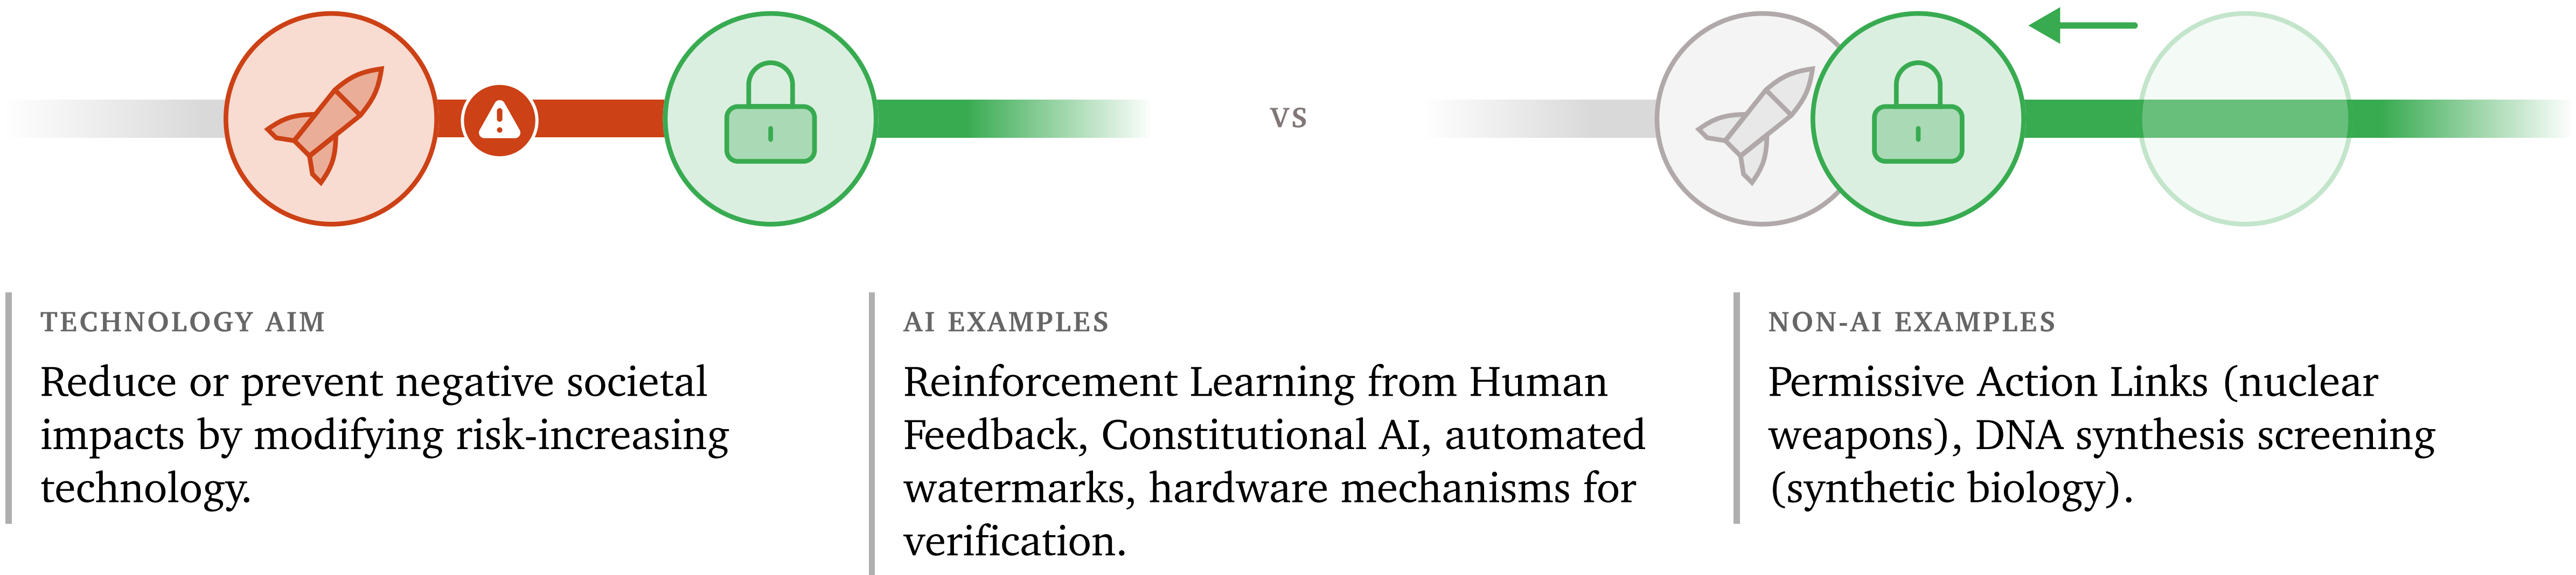 VS
TECHNOLOGY AIM
Reduce or prevent negative societal
impacts by modifying risk-increasing
technology.
AI EXAMPLES
Reinforcement Learning from Human
Feedback, Constitutional AI, automated
watermarks, hardware mechanisms for
verification.
NON-AI EXAMPLES
Permissive Action Links (nuclear
weapons), DNA synthesis screening
(synthetic biology).